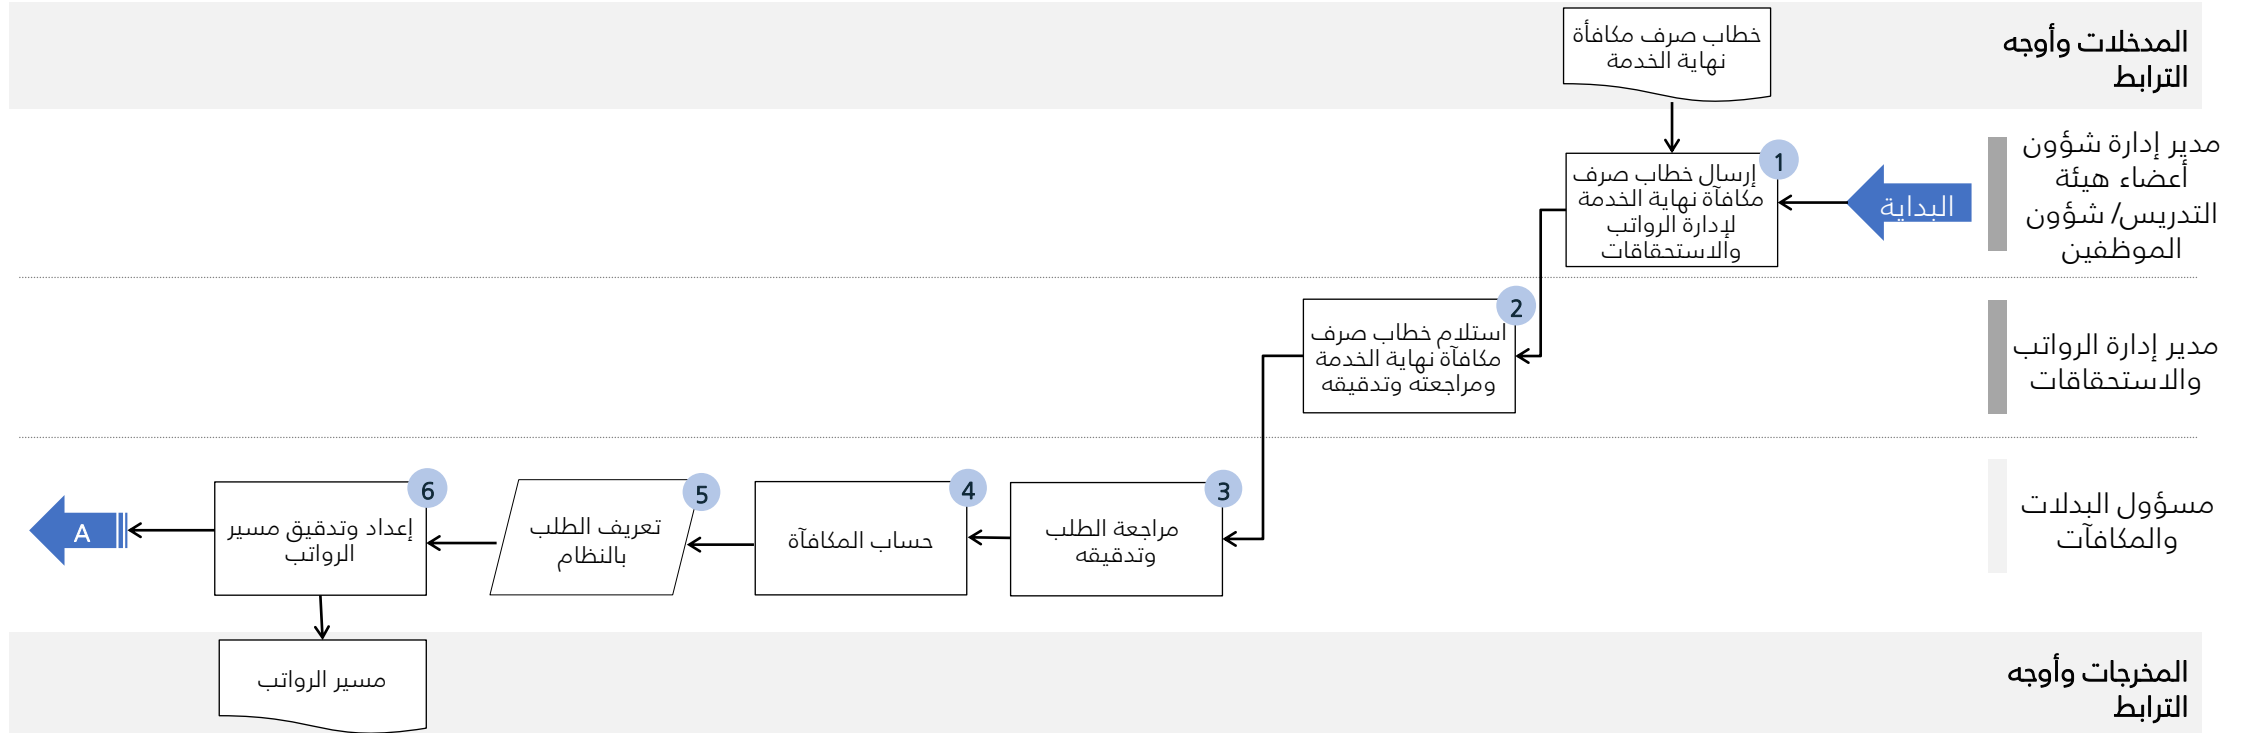 المدخلات وأوجه
الترابط
خطاب صرف مكافأة
نهاية الخدمة
مدير إدارة شؤون
أعضاء هيئة
التدريس/ شؤون
الموظفين
البداية
1
إرسال خطاب صرف
مكافآة نهاية الخدمة
لإدارة الرواتب
والاستحقاقات
مدير إدارة الرواتب
والاستحقاقات
2
استلام خطاب صرف
مكافآة نهاية الخدمة
ومراجعته وتدقيقه
مسؤول البدلات
والمكافآت
3
مراجعة الطلب
وتدقيقه
4
حساب المكافآة
5
تعريف الطلب
بالنظام
6
إعداد وتدقيق مسير
الرواتب
A
المخرجات وأوجه
الترابط
مسير الرواتب